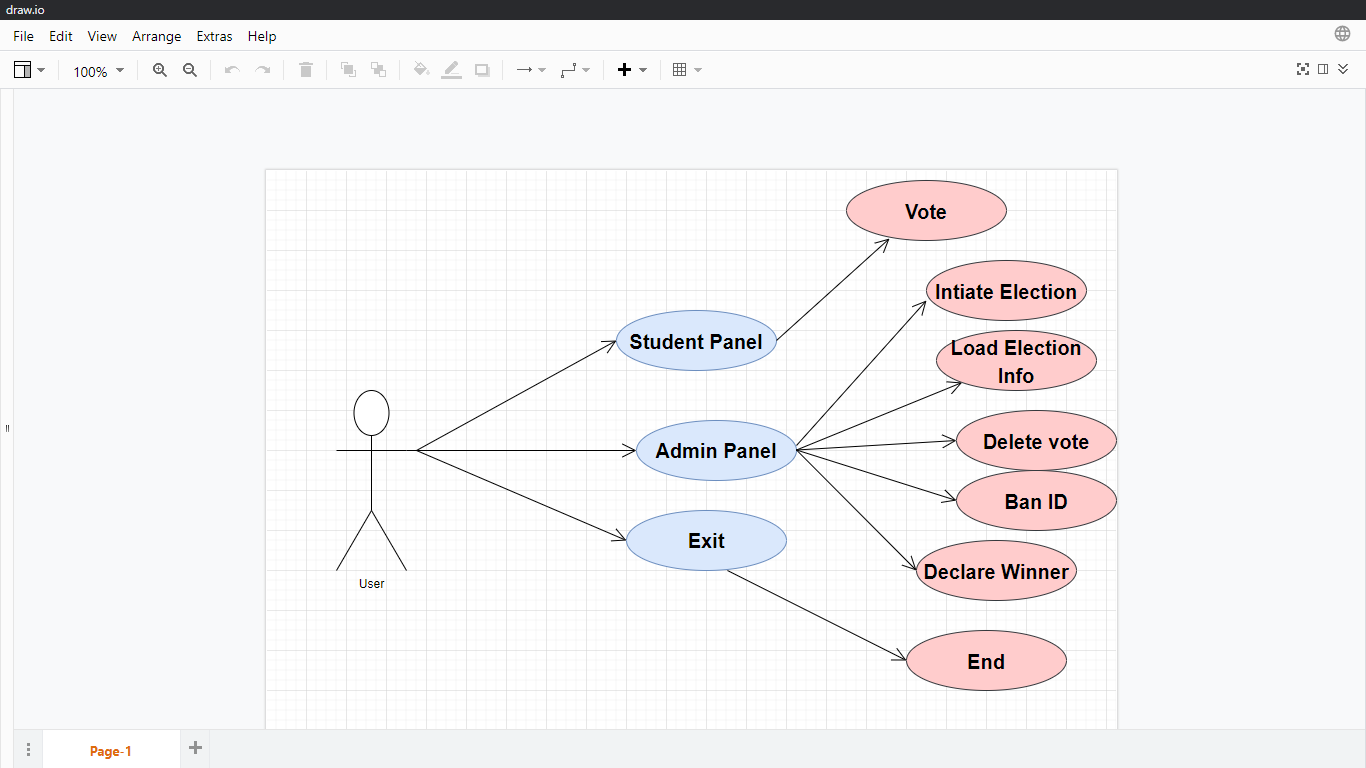 draw.io
File Edit View Arrange Extras Help
100%
Vote
Intiate Election
Load Election
Info
Student Panel
Delete vote
Admin Panel
Ban ID
Exit
Declare Winner
User
End
Page-1